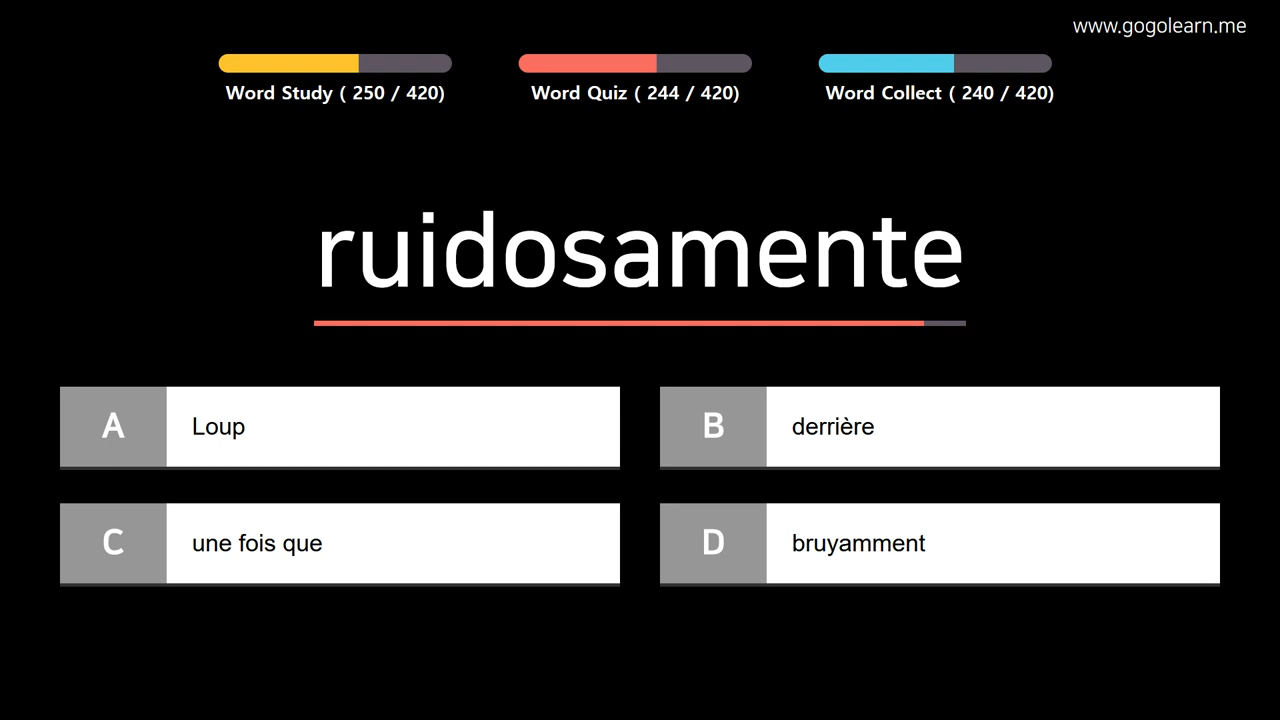 www.gogolearn.me
Word Study ( 250 / 420)
Word Quiz ( 244 / 420)
Word Collect ( 240 / 420)
ruidosamente
A
Loup
B
derrière
C
une fois que
D
bruyamment